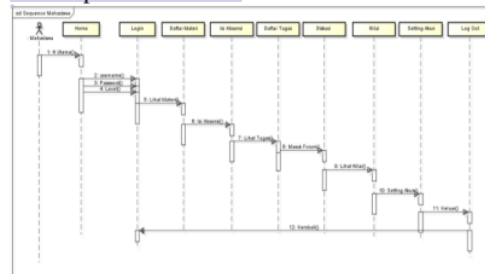 sd Sequence Mahasiswa
Home
Login
Daftar Materi
Isi Absensi
Daftar Tugas
Diskusi
Nilai
Setting Akun
Log Out
: Mahasiswa
2: username()
3: Password()
4: Level()
5: Lihat Materi()
6: Isi Absensi()
7: Lihat Tugas()
8: Masuk Forum()
9: Lihat Nilai()
10: Setting Akun()
11: Keluar()
12: Kembali()